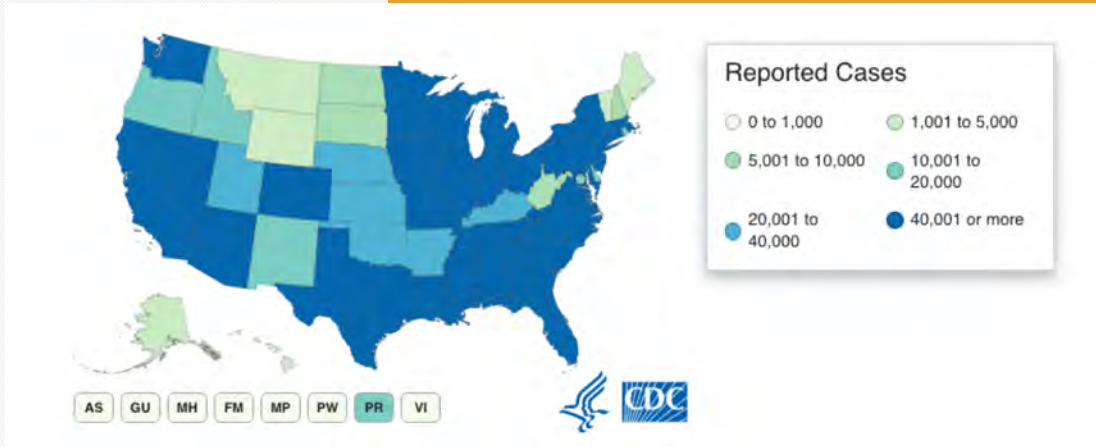 Reported Cases
0 to 1,000
1,001 to 5,000
5,001 to 10,000
10,001 to
20,000
20,001 to
40,000
40,001 or more
AS GU MH FM MP PW PR VI
CDC